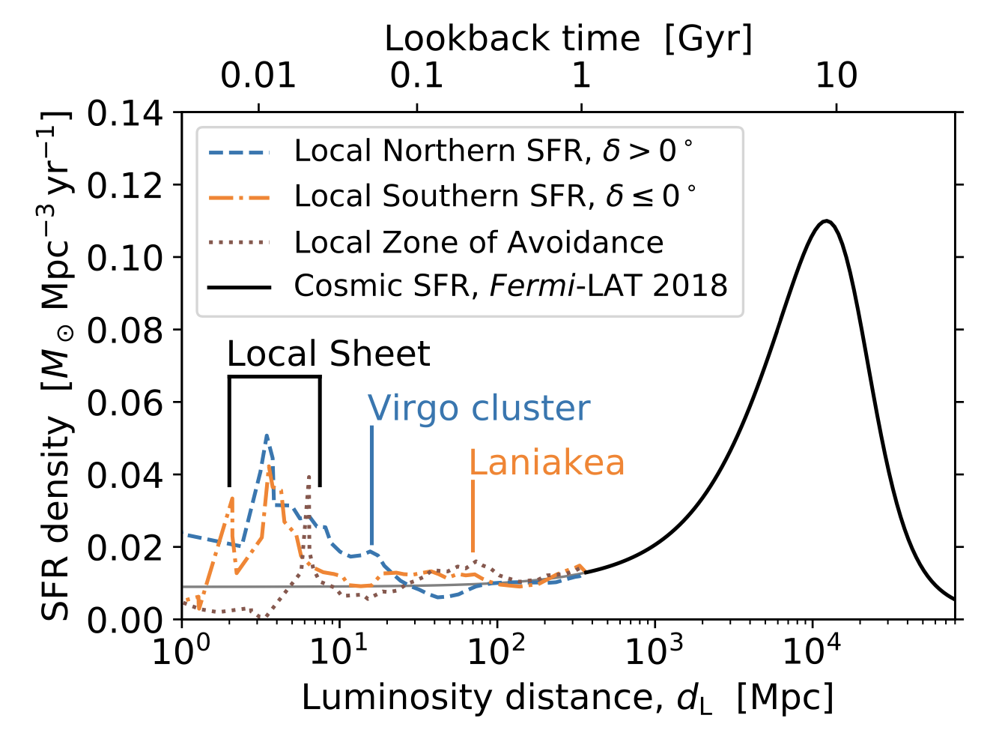 Lookback time [Gyr]
0.01 0.1 1 10
0.14
0.12
0.10
0.08
0.06
0.04
0.02
0.00
SFR density [M⊙ Mpc⁻³ yr⁻¹]
Local Northern SFR, δ > 0°
Local Southern SFR, δ ≤ 0°
Local Zone of Avoidance
Cosmic SFR, Fermi-LAT 2018
Local Sheet
Virgo cluster
Laniakea
10⁰ 10¹ 10² 10³ 10⁴
Luminosity distance, d_L [Mpc]